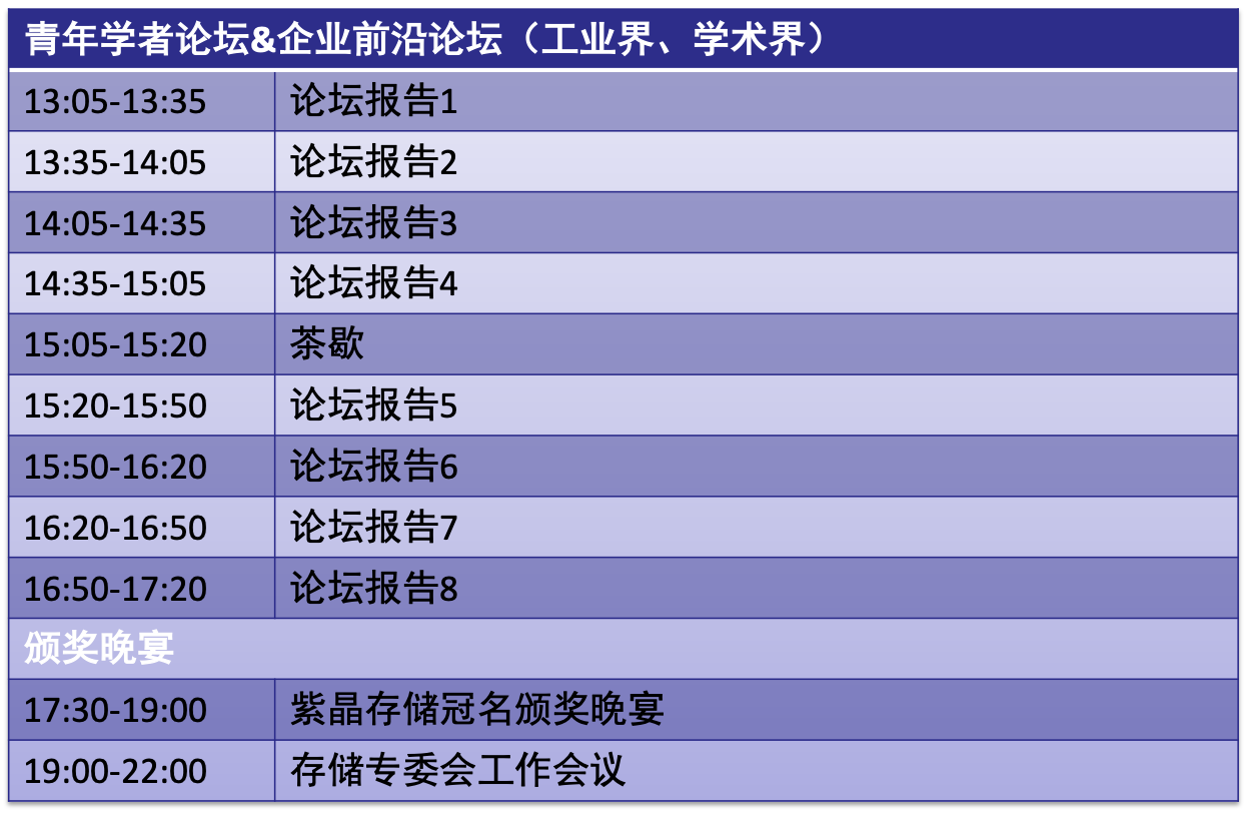 青年学者论坛&企业前沿论坛（工业界、学术界）
13:05-13:35 论坛报告1
13:35-14:05 论坛报告2
14:05-14:35 论坛报告3
14:35-15:05 论坛报告4
15:05-15:20 茶歇
15:20-15:50 论坛报告5
15:50-16:20 论坛报告6
16:20-16:50 论坛报告7
16:50-17:20 论坛报告8
颁奖晚宴
17:30-19:00 紫晶存储冠名颁奖晚宴
19:00-22:00 存储专委会工作会议